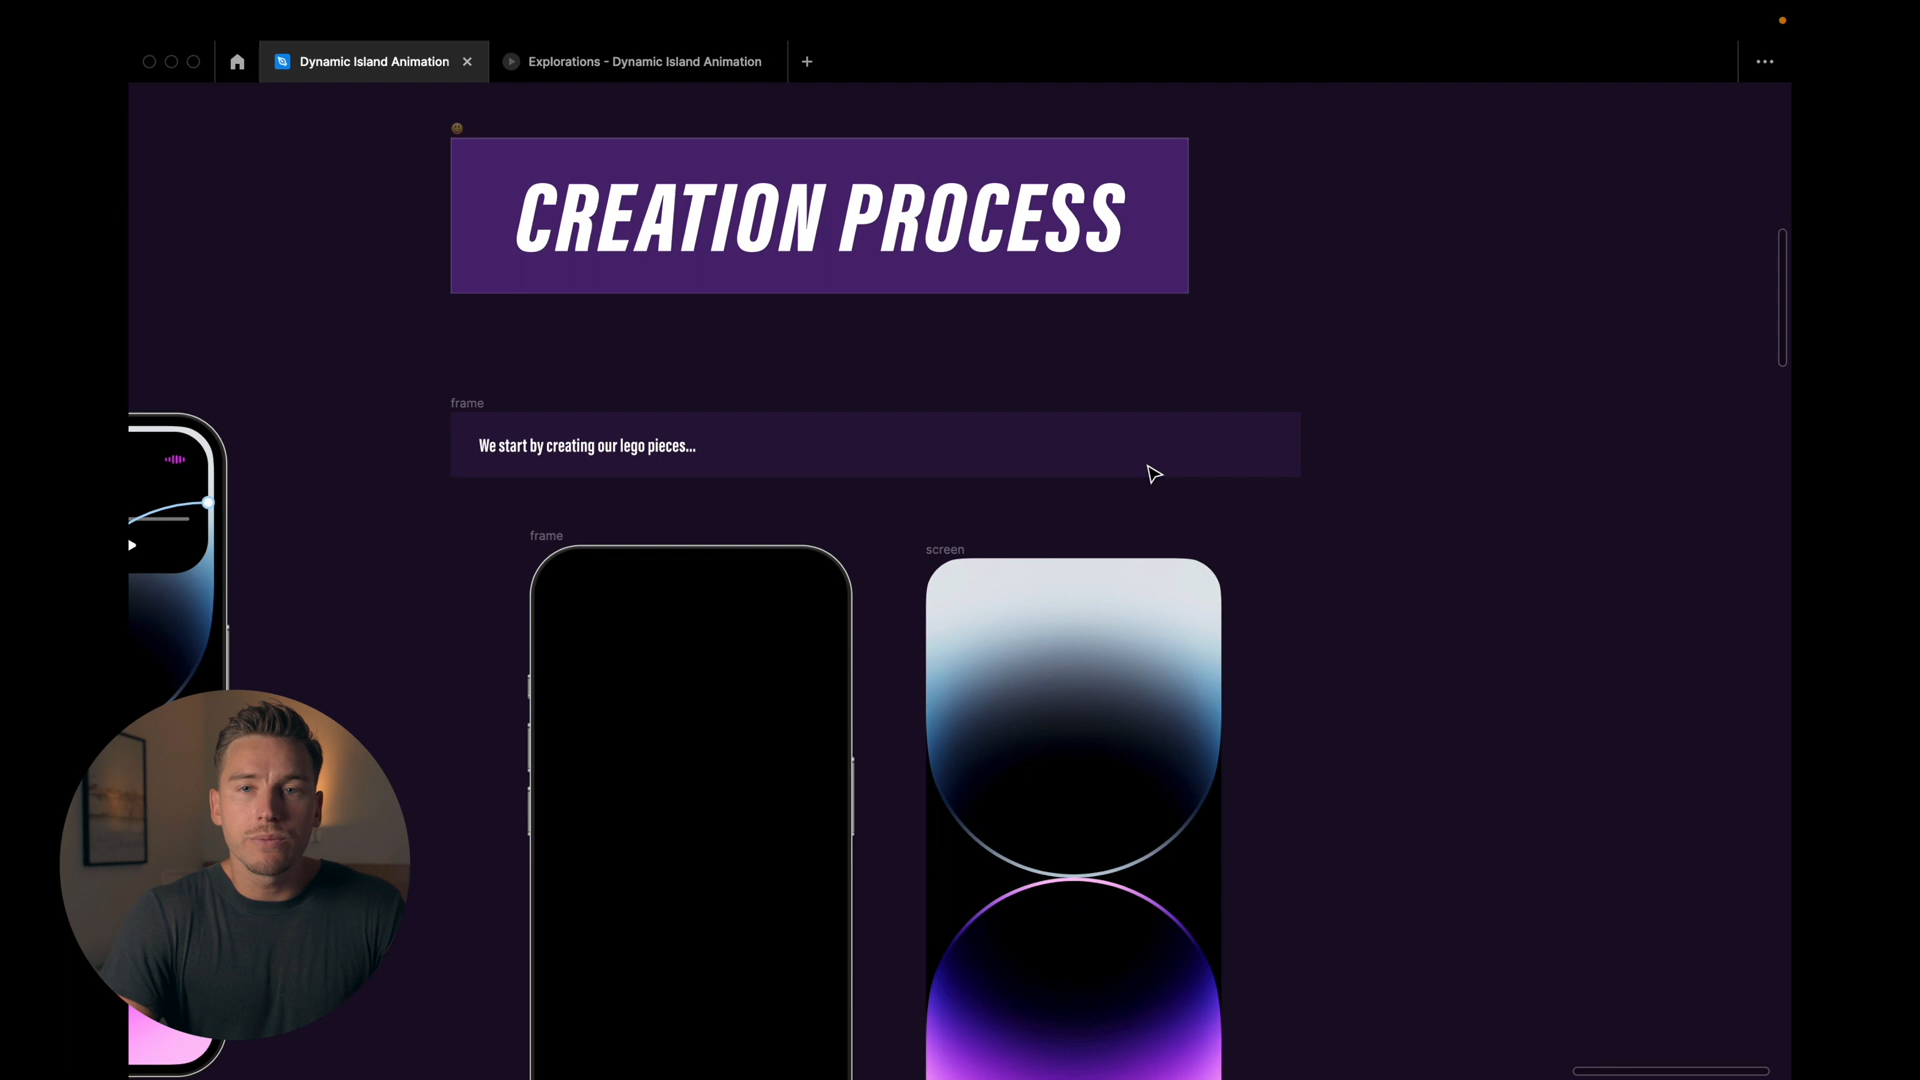 Dynamic Island Animation
Explorations - Dynamic Island Animation
CREATION PROCESS
frame
We start by creating our lego pieces...
frame
screen